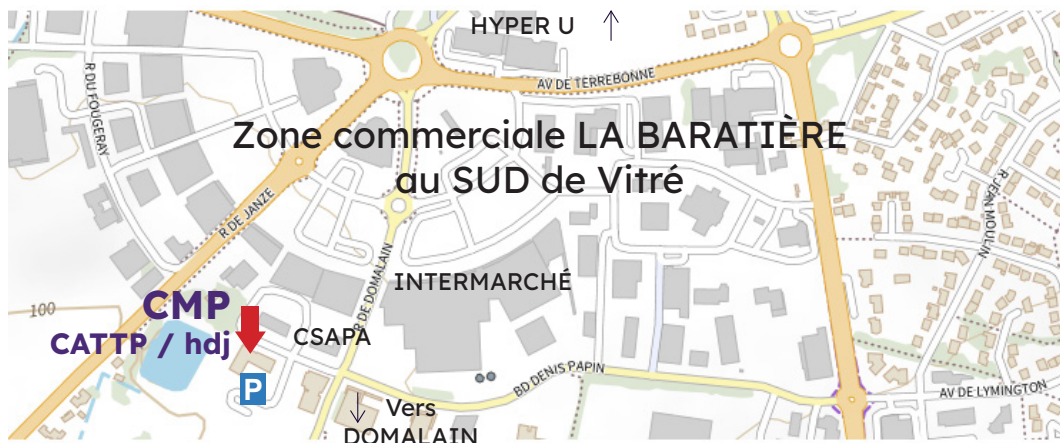 HYPER U ↑
R DU FOUGERAY
AV DE TERREBONNE
Zone commerciale LA BARATIÈRE
au SUD de Vitré
R JEAN MOULIN
R DE JANZE
R DE DOMALAIN
INTERMARCHÉ
100
CMP
CATTP / hdj
CSAPA
P
BD DENIS PAPIN
AV DE LYMINGTON
↓ Vers
DOMALAIN